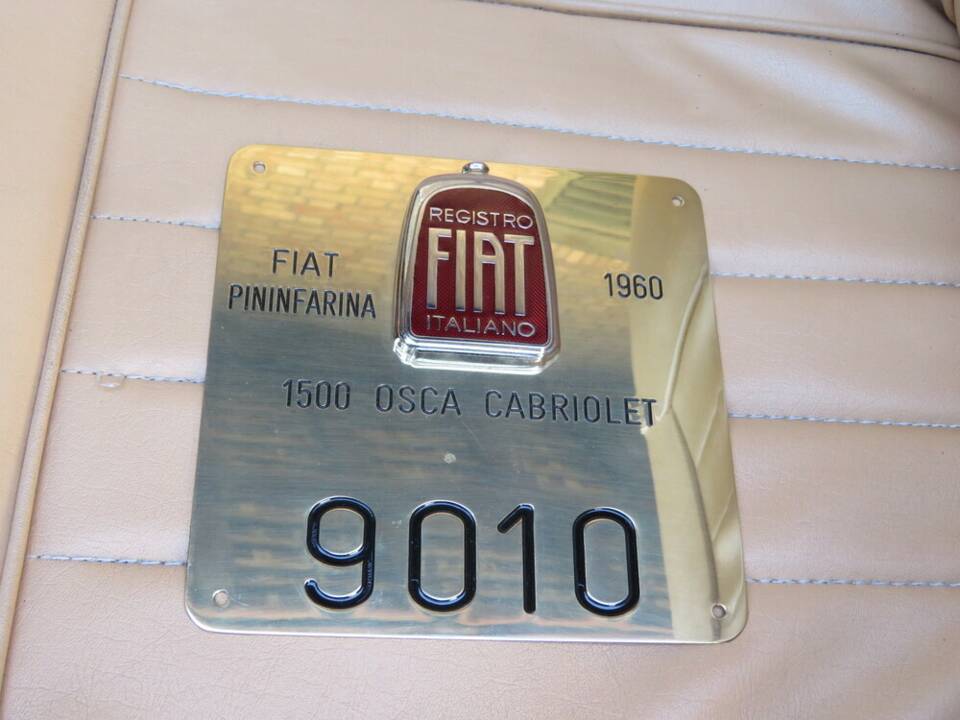 REGISTRO
FIAT
ITALIANO
FIAT
PININFARINA
1960
1500 OSCA CABRIOLET
9010